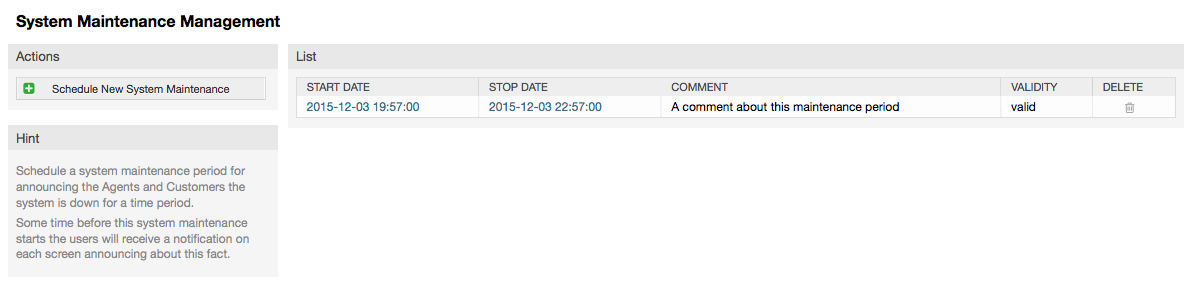 System Maintenance Management
Actions
Schedule New System Maintenance
Hint
Schedule a system maintenance period for
announcing the Agents and Customers the
system is down for a time period.
Some time before this system maintenance
starts the users will receive a notification on
each screen announcing about this fact.
List
START DATE STOP DATE COMMENT VALIDITY DELETE
2015-12-03 19:57:00 2015-12-03 22:57:00 A comment about this maintenance period valid